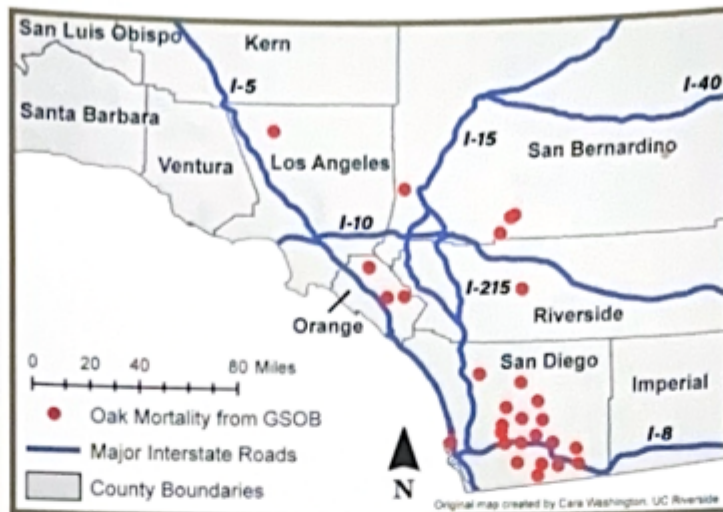 San Luis Obispo
Kern
I-5
I-40
Santa Barbara
Ventura
Los Angeles
I-15
San Bernardino
I-10
I-215
Orange
Riverside
0 20 40 80 Miles
San Diego
Imperial
Oak Mortality from GSOB
Major Interstate Roads
I-8
County Boundaries
N
Original map created by Cara Washington, UC Riverside